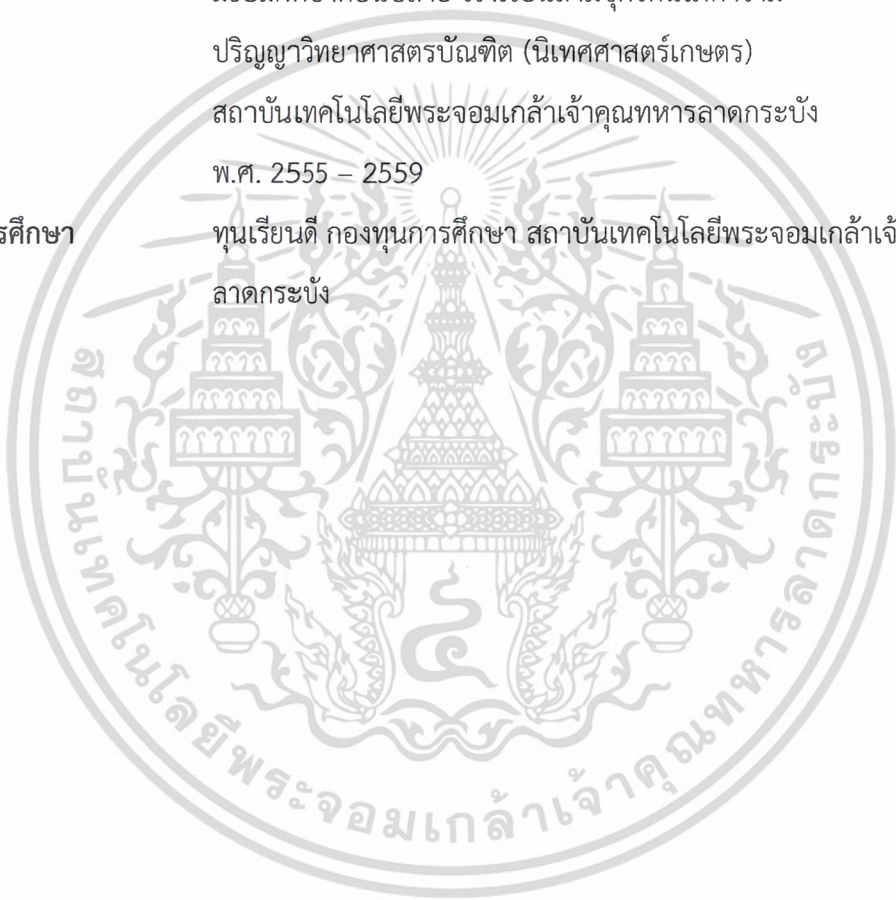 ปริญญาวิทยาศาสตรบัณฑิต (นิเทศศาสตร์เกษตร)
สถาบันเทคโนโลยีพระจอมเกล้าเจ้าคุณทหารลาดกระบัง
พ.ศ. 2555 – 2559
รศึกษา ทุนเรียนดี กองทุนการศึกษา สถาบันเทคโนโลยีพระจอมเกล้าเจ้
ลาดกระบัง
สถาบันเทคโนโลยีพระจอมเกล้าเจ้าคุณทหารลาดกระบัง
๔